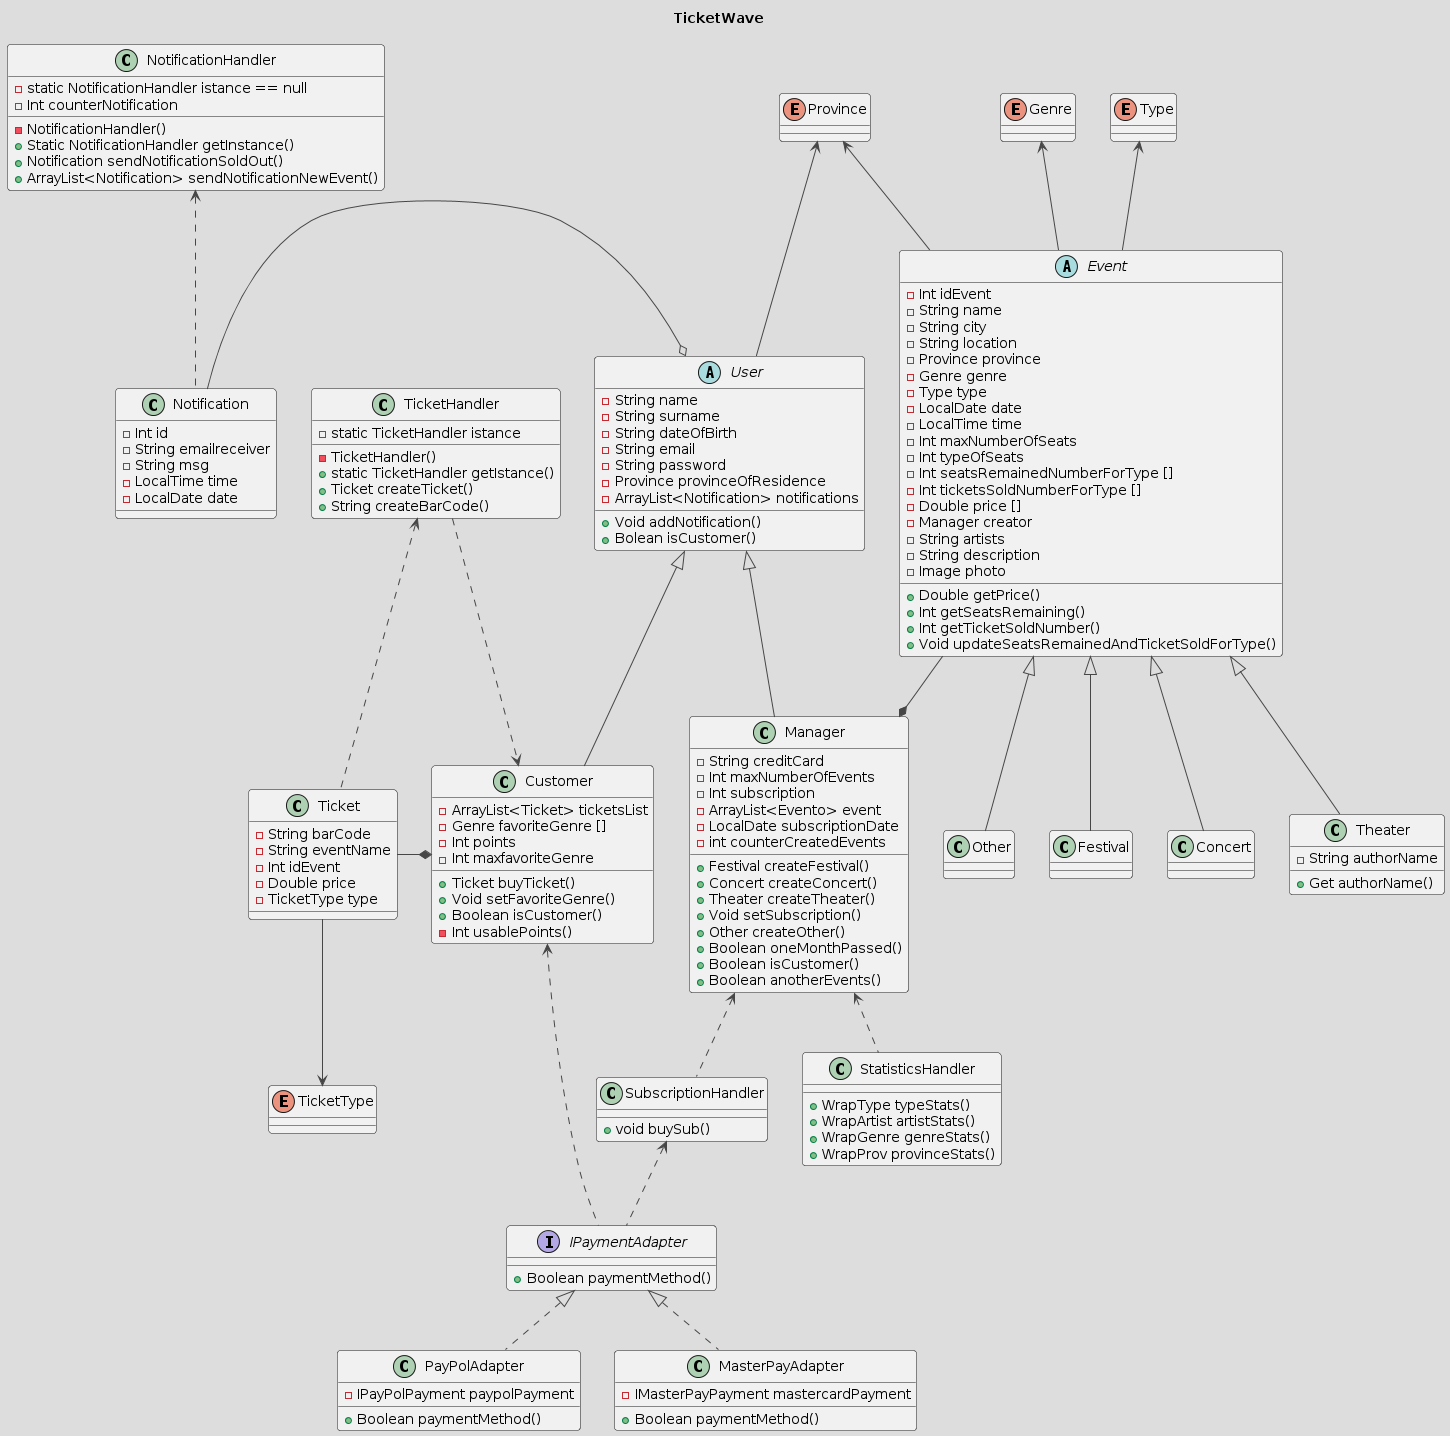 TicketWave
C NotificationHandler
static NotificationHandler istance == null
Int counterNotification
NotificationHandler()
Static NotificationHandler getInstance()
Notification sendNotificationSoldOut()
ArrayList<Notification> sendNotificationNewEvent()
E Province
E Genre
E Type
A Event
Int idEvent
String name
String city
String location
Province province
Genre genre
Type type
LocalDate date
LocalTime time
Int maxNumberOfSeats
Int typeOfSeats
Int seatsRemainedNumberForType []
Int ticketsSoldNumberForType []
Double price []
Manager creator
String artists
String description
Image photo
Double getPrice()
Int getSeatsRemaining()
Int getTicketSoldNumber()
Void updateSeatsRemainedAndTicketSoldForType()
C Notification
Int id
String emailreceiver
String msg
LocalTime time
LocalDate date
C TicketHandler
static TicketHandler istance
TicketHandler()
static TicketHandler getIstance()
Ticket createTicket()
String createBarCode()
A User
String name
String surname
String dateOfBirth
String email
String password
Province provinceOfResidence
ArrayList<Notification> notifications
Void addNotification()
Bolean isCustomer()
C Ticket
String barCode
String eventName
Int idEvent
Double price
TicketType type
C Customer
ArrayList<Ticket> ticketsList
Genre favoriteGenre []
Int points
Int maxfavoriteGenre
Ticket buyTicket()
Void setFavoriteGenre()
Boolean isCustomer()
Int usablePoints()
C Manager
String creditCard
Int maxNumberOfEvents
Int subscription
ArrayList<Evento> event
LocalDate subscriptionDate
int counterCreatedEvents
Festival createFestival()
Concert createConcert()
Theater createTheater()
Void setSubscription()
Other createOther()
Boolean oneMonthPassed()
Boolean isCustomer()
Boolean anotherEvents()
C Other
C Festival
C Concert
C Theater
String authorName
Get authorName()
E TicketType
C SubscriptionHandler
void buySub()
C StatisticsHandler
WrapType typeStats()
WrapArtist artistStats()
WrapGenre genreStats()
WrapProv provinceStats()
I IPaymentAdapter
Boolean paymentMethod()
C PayPolAdapter
IPayPolPayment paypolPayment
Boolean paymentMethod()
C MasterPayAdapter
IMasterPayPayment mastercardPayment
Boolean paymentMethod()